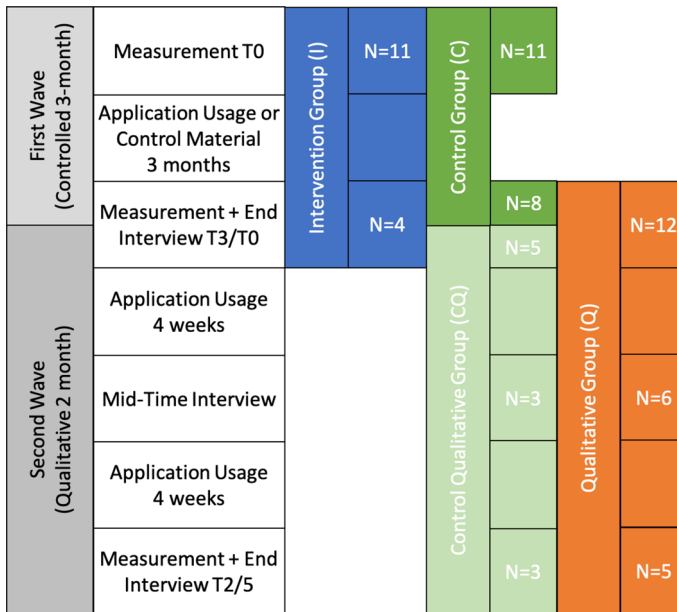 First Wave
(Controlled 3-month)
Measurement T0
Intervention Group (I)
N=11
Control Group (C)
N=11
Application Usage or
Control Material
3 months
Measurement + End
Interview T3/T0
N=4
N=8
N=5
Qualitative Group (Q)
N=12
Second Wave
(Qualitative 2 month)
Application Usage
4 weeks
Control Qualitative Group (CQ)
Mid-Time Interview
N=3
N=6
Application Usage
4 weeks
Measurement + End
Interview T2/5
N=3
N=5